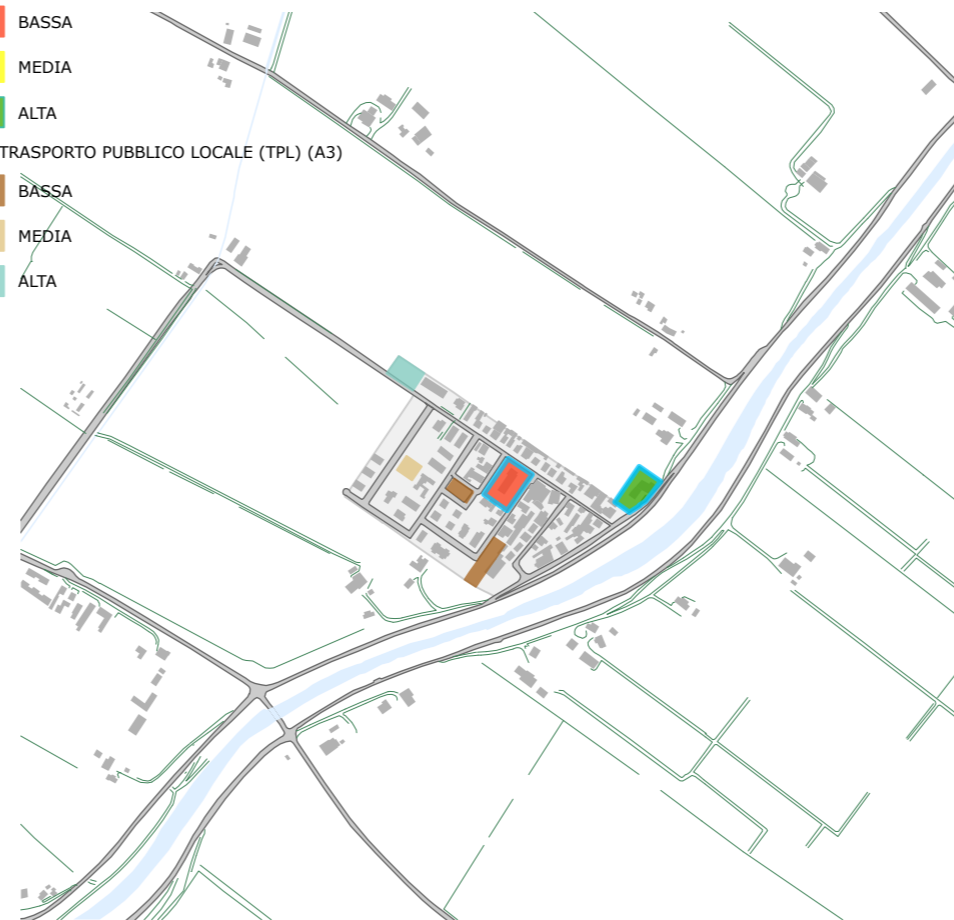 BASSA
MEDIA
ALTA
TRASPORTO PUBBLICO LOCALE (TPL) (A3)
BASSA
MEDIA
ALTA